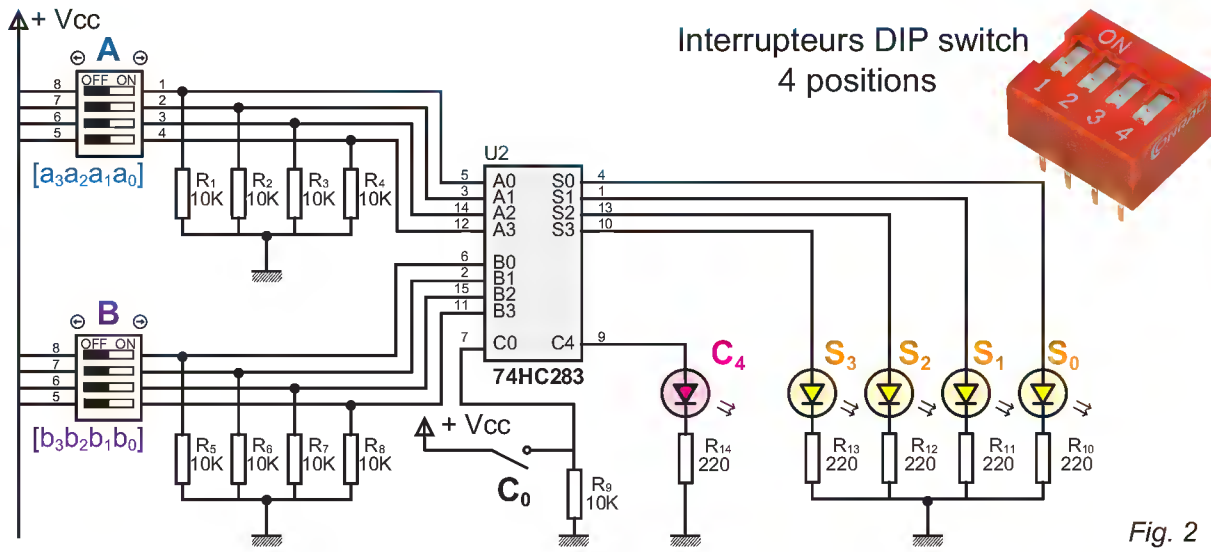 + Vcc
A
OFF ON
8
7
6
5
1
2
3
4
[a₃a₂a₁a₀]
R₁
10K
R₂
10K
R₃
10K
R₄
10K
B
OFF ON
8
7
6
5
[b₃b₂b₁b₀]
R₅
10K
R₆
10K
R₇
10K
R₈
10K
U2
5 A0 S0 4
3 A1 S1 1
14 A2 S2 13
12 A3 S3 10
6 B0
2 B1
15 B2
11 B3
7 C0 C4 9
74HC283
+ Vcc
C₀
R₉
10K
C₄
S₃
S₂
S₁
S₀
R₁₄
220
R₁₃
220
R₁₂
220
R₁₁
220
R₁₀
220
Interrupteurs DIP switch
4 positions
ON
1 2 3 4
CONRAD
Fig. 2